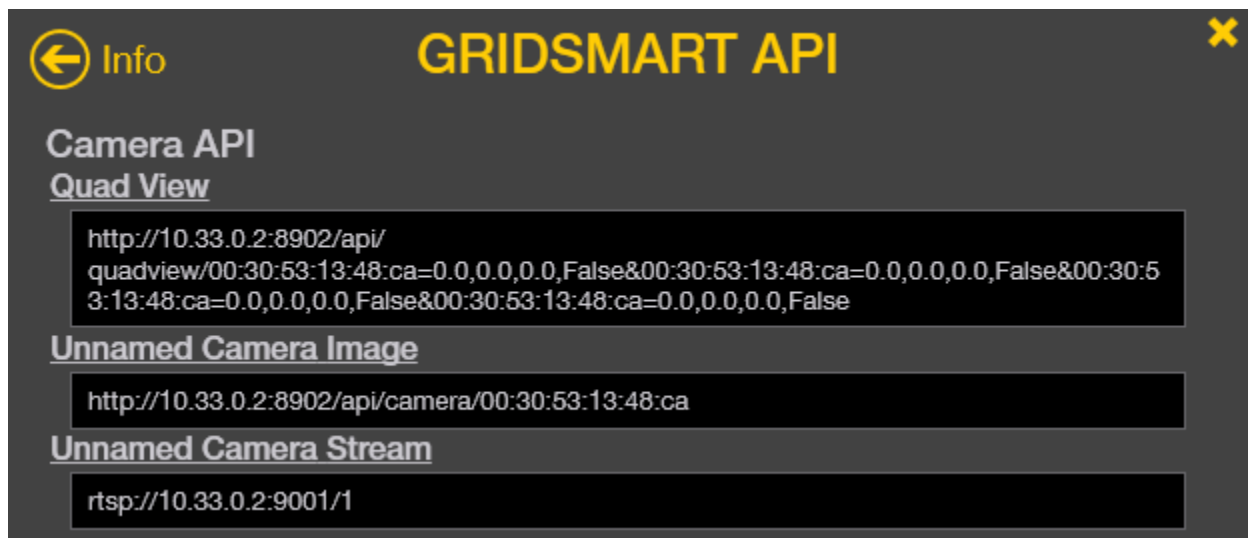 Info
GRIDSMART API
Camera API
Quad View
http://10.33.0.2:8902/api/
quadview/00:30:53:13:48:ca=0.0,0.0,0.0,False&00:30:53:13:48:ca=0.0,0.0,0.0,False&00:30:5
3:13:48:ca=0.0,0.0,0.0,False&00:30:53:13:48:ca=0.0,0.0,0.0,False
Unnamed Camera Image
http://10.33.0.2:8902/api/camera/00:30:53:13:48:ca
Unnamed Camera Stream
rtsp://10.33.0.2:9001/1